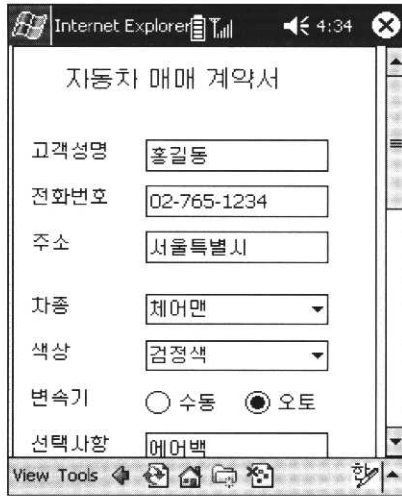 Internet Explorer 4:34
자동차 매매 계약서
고객성명 홍길동
전화번호 02-765-1234
주소 서울특별시
차종 체어맨
색상 검정색
변속기 수동 오토
선택사항 에어백
View Tools 한